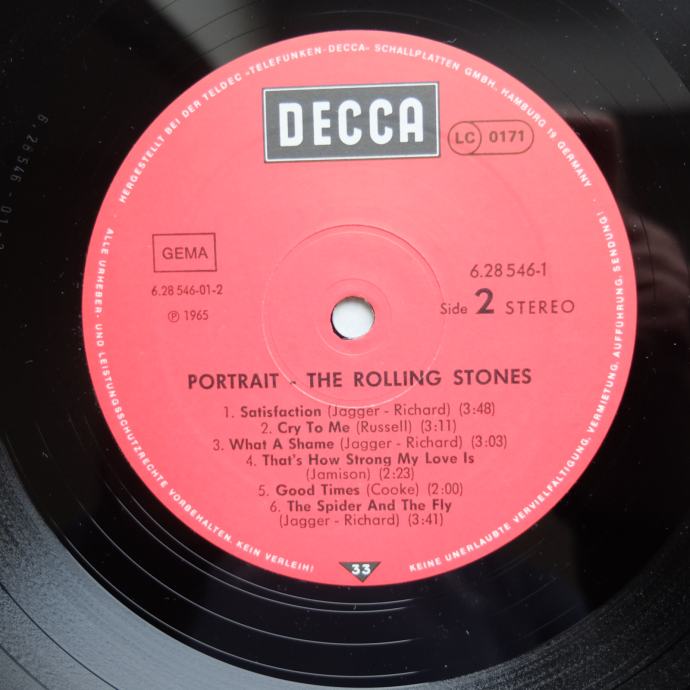 HERGESTELLT BEI DER TELDEC »TELEFUNKEN-DECCA« SCHALLPLATTEN GMBH, HAMBURG 19 GERMANY ·
DECCA
LC 0171
GEMA
6.28 546-01-2
Ⓟ 1965
6.28 546-1
Side 2 STEREO
PORTRAIT - THE ROLLING STONES
1. Satisfaction (Jagger - Richard) (3:48)
2. Cry To Me (Russell) (3:11)
3. What A Shame (Jagger - Richard) (3:03)
4. That's How Strong My Love Is
(Jamison) (2:23)
5. Good Times (Cooke) (2:00)
6. The Spider And The Fly
(Jagger - Richard) (3:41)
33
ALLE URHEBER- UND LEISTUNGSSCHUTZRECHTE VORBEHALTEN. KEIN VERLEIH!
KEINE UNERLAUBTE VERVIELFÄLTIGUNG, VERMIETUNG, AUFFÜHRUNG, SENDUNG!